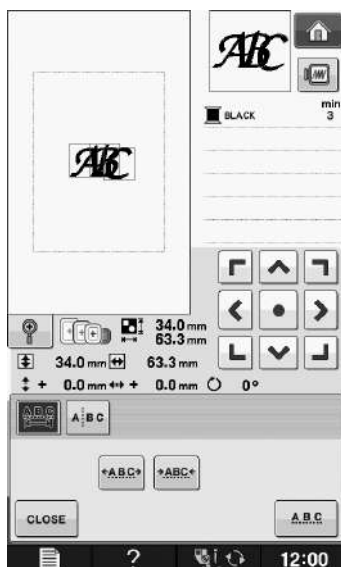 ABC
BLACK
min
3
ABC
34.0 mm
63.3 mm
34.0 mm
63.3 mm
+ 0.0 mm
+ 0.0 mm
0°
ABC
A BC
ABC
ABC
CLOSE
ABC
?
i
12:00